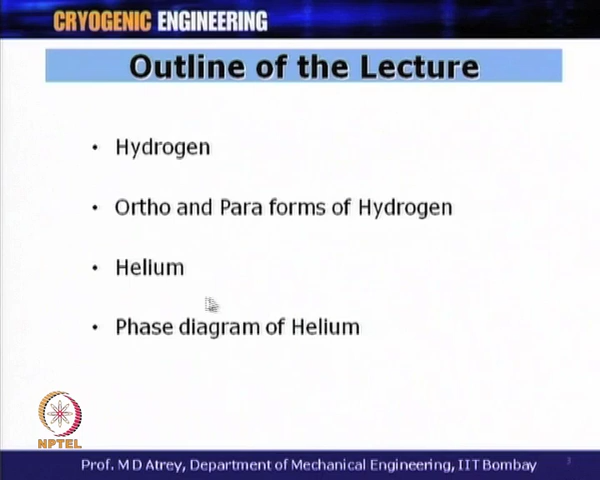 CRYOGENIC ENGINEERING
Outline of the Lecture
• Hydrogen
• Ortho and Para forms of Hydrogen
• Helium
• Phase diagram of Helium
NPTEL
Prof. M D Atrey, Department of Mechanical Engineering, IIT Bombay